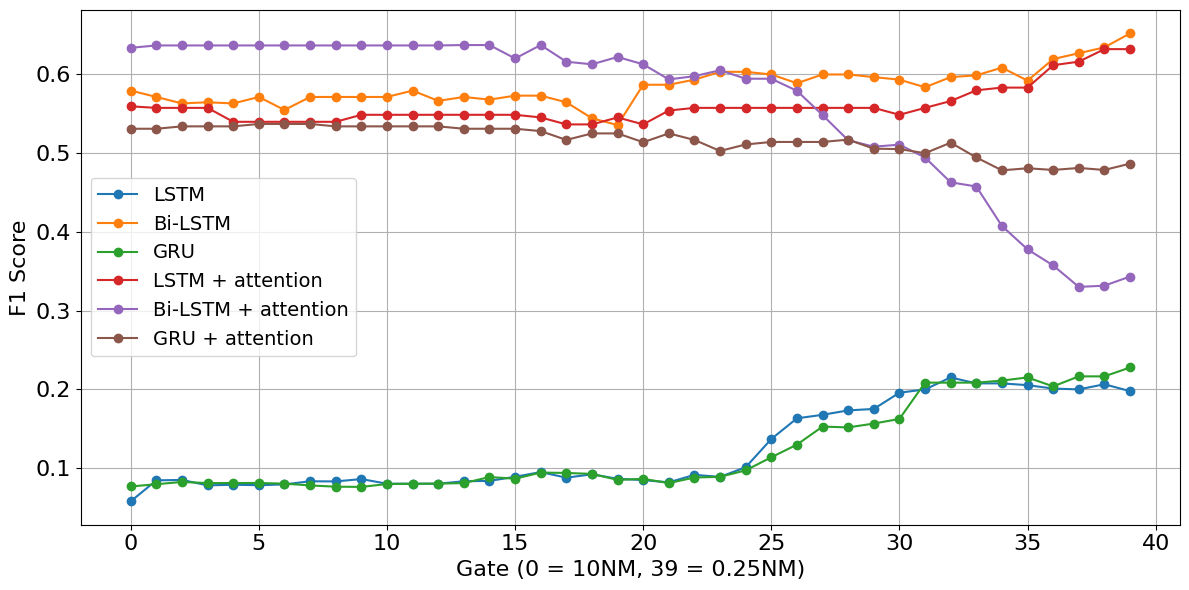 0.6
0.5
0.4
0.3
0.2
0.1
F1 Score
LSTM
Bi-LSTM
GRU
LSTM + attention
Bi-LSTM + attention
GRU + attention
0 5 10 15 20 25 30 35 40
Gate (0 = 10NM, 39 = 0.25NM)